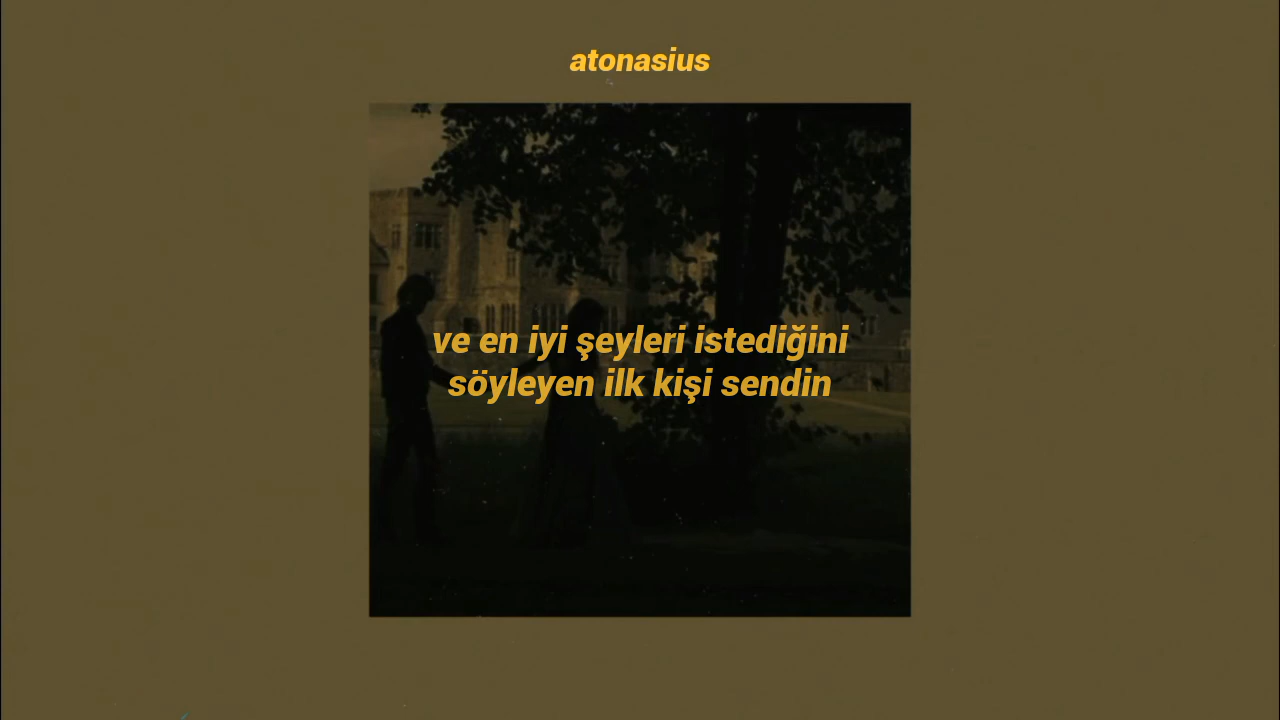 atonasius
ve en iyi şeyleri istediğini
söyleyen ilk kişi sendin